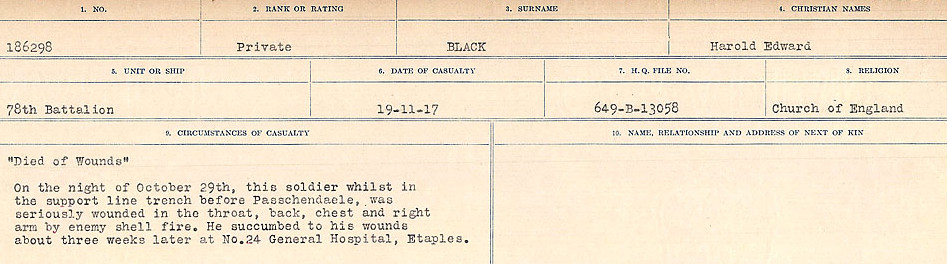 1. NO. 2. RANK OR RATING 3. SURNAME 4. CHRISTIAN NAMES
186298 Private BLACK Harold Edward
5. UNIT OR SHIP 6. DATE OF CASUALTY 7. H.Q. FILE NO. 8. RELIGION
78th Battalion 19-11-17 649-B-13058 Church of England
9. CIRCUMSTANCES OF CASUALTY 10. NAME, RELATIONSHIP AND ADDRESS OF NEXT OF KIN
"Died of Wounds"
On the night of October 29th, this soldier whilst in
the support line trench before Passchendaele, was
seriously wounded in the throat, back, chest and right
arm by enemy shell fire. He succumbed to his wounds
about three weeks later at No.24 General Hospital, Etaples.